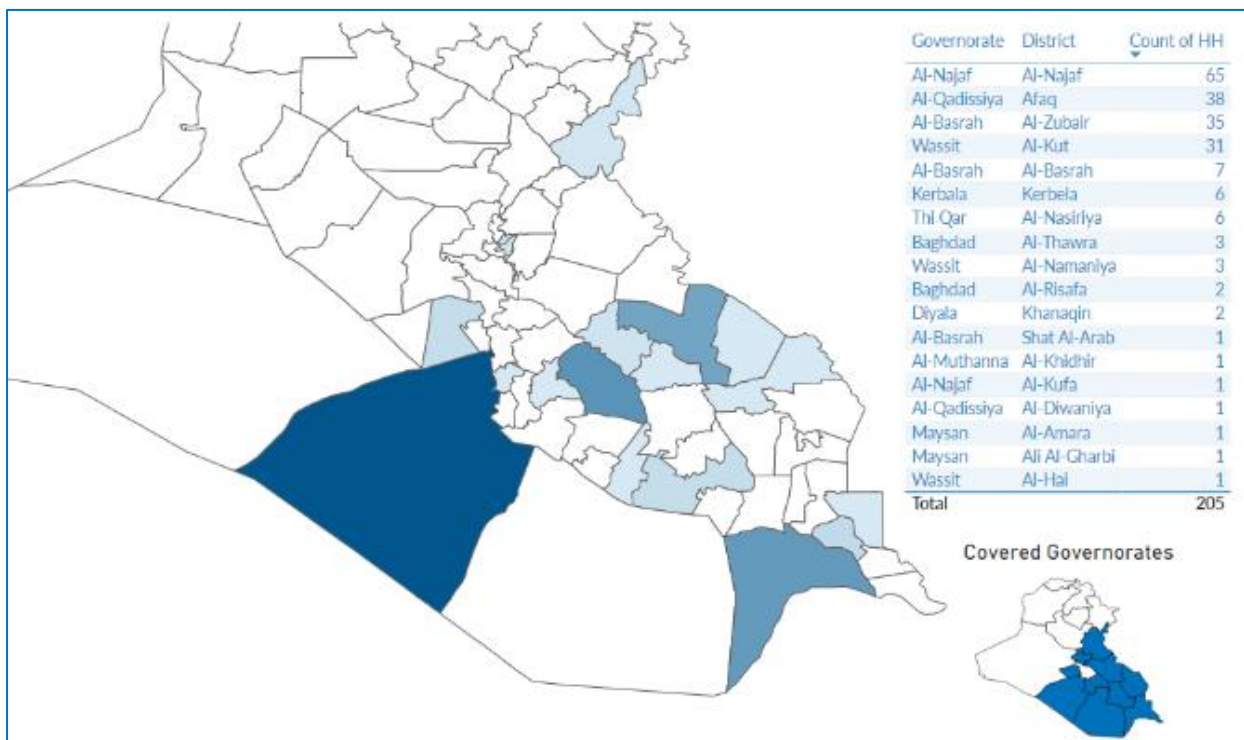 Governorate District Count of HH
Al-Najaf Al-Najaf 65
Al-Qadissiya Afaq 38
Al-Basrah Al-Zubair 35
Wassit Al-Kut 31
Al-Basrah Al-Basrah 7
Kerbala Kerbela 6
Thi Qar Al-Nasiriya 6
Baghdad Al-Thawra 3
Wassit Al-Namaniya 3
Baghdad Al-Risafa 2
Diyala Khanaqin 2
Al-Basrah Shat Al-Arab 1
Al-Muthanna Al-Khidhir 1
Al-Najaf Al-Kufa 1
Al-Qadissiya Al-Diwaniya 1
Maysan Al-Amara 1
Maysan Ali Al-Gharbi 1
Wassit Al-Hai 1
Total 205
Covered Governorates